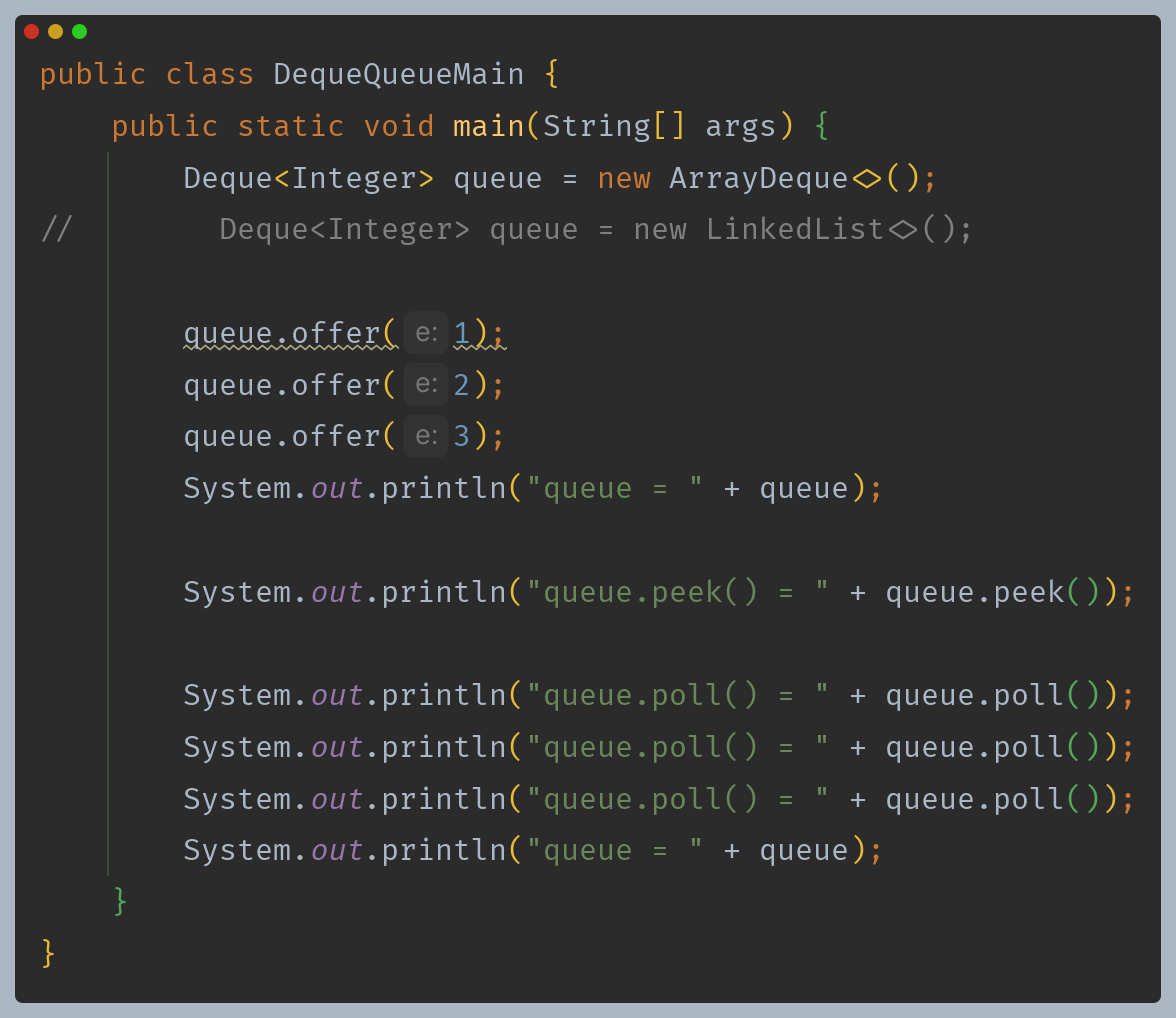 public class DequeQueueMain {
    public static void main(String[] args) {
        Deque<Integer> queue = new ArrayDeque<>();
//        Deque<Integer> queue = new LinkedList<>();
        queue.offer( e: 1);
        queue.offer( e: 2);
        queue.offer( e: 3);
        System.out.println("queue = " + queue);
        System.out.println("queue.peek() = " + queue.peek());
        System.out.println("queue.poll() = " + queue.poll());
        System.out.println("queue.poll() = " + queue.poll());
        System.out.println("queue.poll() = " + queue.poll());
        System.out.println("queue = " + queue);
    }
}